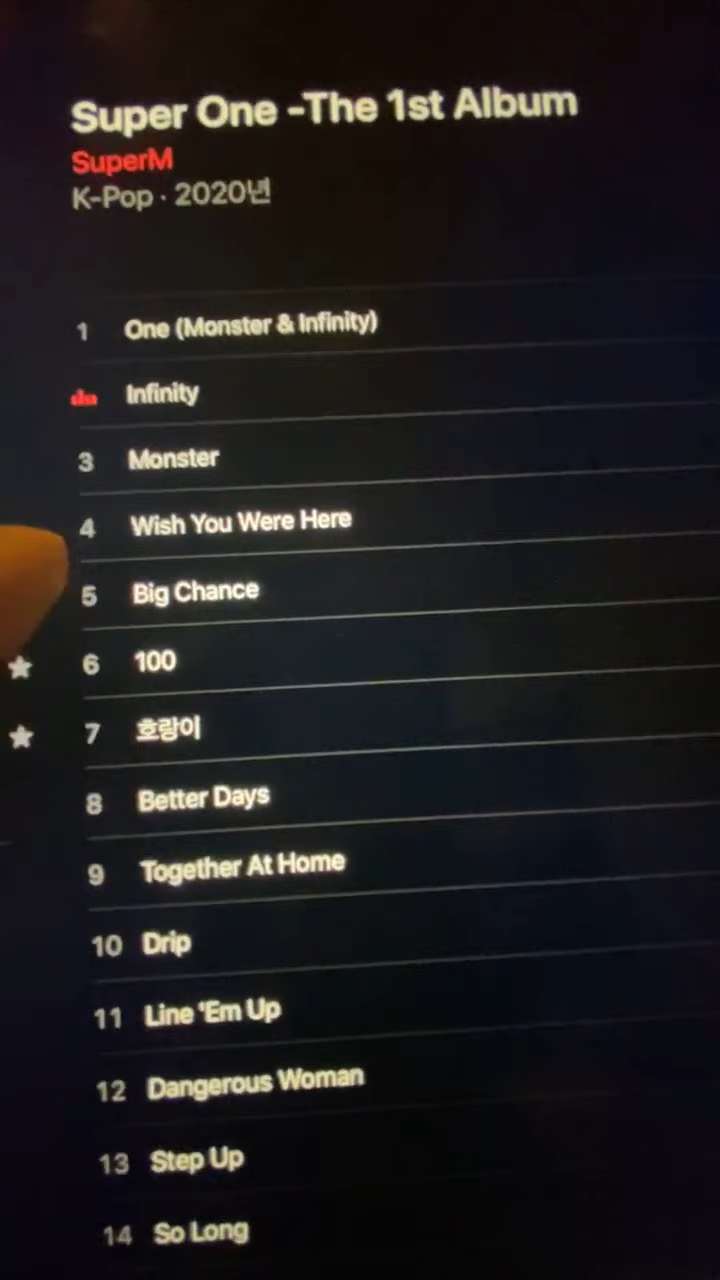 Super One -The 1st Album
SuperM
K-Pop · 2020년
1 One (Monster & Infinity)
Infinity
3 Monster
4 Wish You Were Here
5 Big Chance
6 100
7 호랑이
8 Better Days
9 Together At Home
10 Drip
11 Line 'Em Up
12 Dangerous Woman
13 Step Up
14 So Long